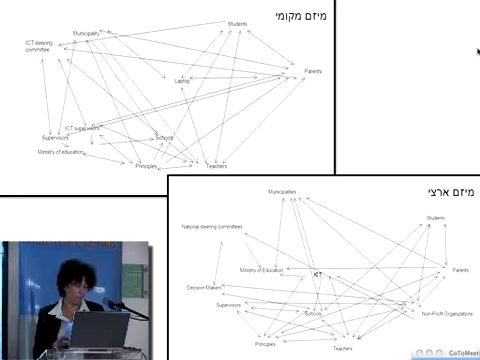 מיזם מקומי
Students
Municipality
ICT steering
committee
Parents
Laptop
ICT supervisors
Supervisors
Schools
Ministry of education
Principles
Teachers
מיזם ארצי
Municipalities
Students
National steering committees
Ministry of Education
ICT
Parents
Decision Makers
Supervisors
Schools
Non-Profit Organizations
Principles
Teachers
GoToMeeti